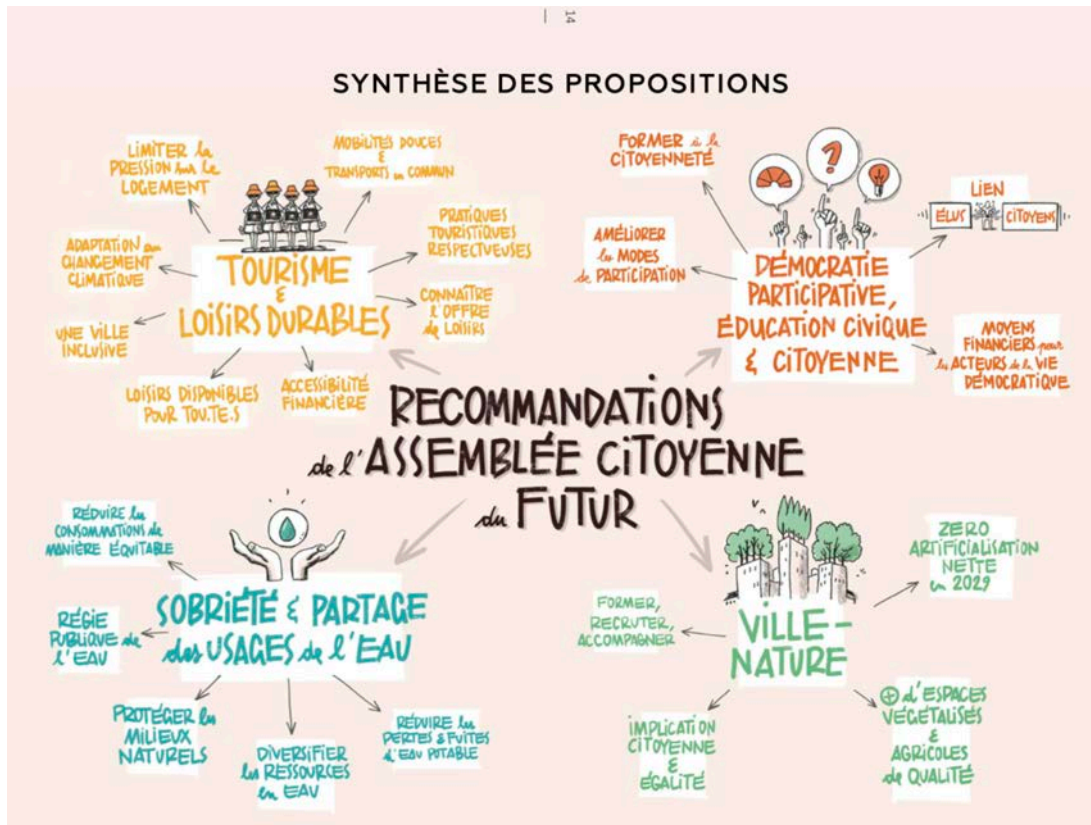 14
SYNTHÈSE DES PROPOSITIONS
LIMITER la
PRESSION sur le
LOGEMENT
MOBILITÉS DOUCES
&
TRANSPORTS en COMMUN
ADAPTATION au
CHANGEMENT
CLIMATIQUE
PRATIQUES
TOURISTIQUES
RESPECTUEUSES
TOURISME
&
LOISIRS DURABLES
UNE VILLE
INCLUSIVE
CONNAÎTRE
l'OFFRE
de LOISIRS
LOISIRS DISPONIBLES
POUR TOU.TE.S
ACCESSIBILITÉ
FINANCIÈRE
FORMER à la
CITOYENNETÉ
?
LIEN
ÉLUS
CITOYENS
AMÉLIORER
les MODES
de PARTICIPATION
DÉMOCRATIE
PARTICIPATIVE,
ÉDUCATION CIVIQUE
& CITOYENNE
MOYENS
FINANCIERS pour
les ACTEURS de la VIE
DÉMOCRATIQUE
RECOMMANDATIONS
de l'ASSEMBLÉE CITOYENNE
du FUTUR
RÉDUIRE les
CONSOMMATIONS de
MANIÈRE ÉQUITABLE
SOBRIÉTÉ & PARTAGE
des USAGES de l'EAU
RÉGIE
PUBLIQUE de
l'EAU
PROTÉGER les
MILIEUX
NATURELS
DIVERSIFIER
les RESSOURCES
en EAU
RÉDUIRE les
PERTES & FUITES
d'EAU POTABLE
ZERO
ARTIFICIALISATION
NETTE
en 2029
FORMER,
RECRUTER,
ACCOMPAGNER
VILLE-
NATURE
IMPLICATION
CITOYENNE
&
ÉGALITÉ
+ d'ESPACES
VÉGÉTALISÉS
&
AGRICOLES
de QUALITÉ